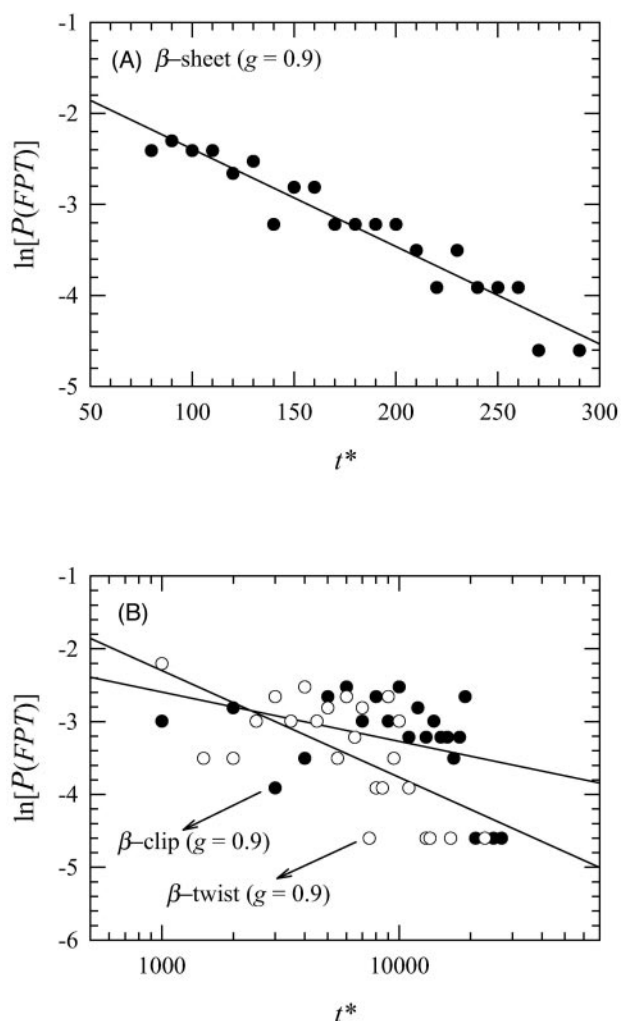 -1
(A) β–sheet (g = 0.9)
-2
ln[P(FPT)]
-3
-4
-5
50 100 150 200 250 300
t*
-1
(B)
-2
ln[P(FPT)]
-3
-4
β–clip (g = 0.9)
-5
β–twist (g = 0.9)
-6
1000 10000
t*